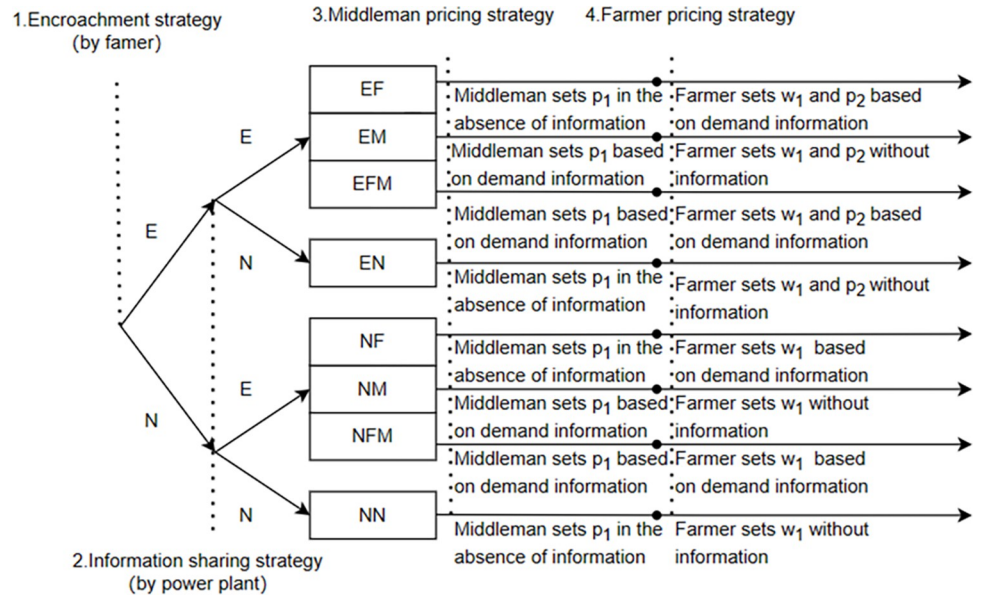 1.Encroachment strategy
(by famer)
3.Middleman pricing strategy
4.Farmer pricing strategy
E
N
E
N
E
N
EF
EM
EFM
EN
NF
NM
NFM
NN
Middleman sets p1 in the
absence of information
Farmer sets w1 and p2 based
on demand information
Middleman sets p1 based
on demand information
Farmer sets w1 and p2 without
information
Middleman sets p1 based
on demand information
Farmer sets w1 and p2 based
on demand information
Middleman sets p1 in the
absence of information
Farmer sets w1 and p2 without
information
Middleman sets p1 in the
absence of information
Farmer sets w1 based
on demand information
Middleman sets p1 based
on demand information
Farmer sets w1 without
information
Middleman sets p1 based
on demand information
Farmer sets w1 based
on demand information
Middleman sets p1 in the
absence of information
Farmer sets w1 without
information
2.Information sharing strategy
(by power plant)